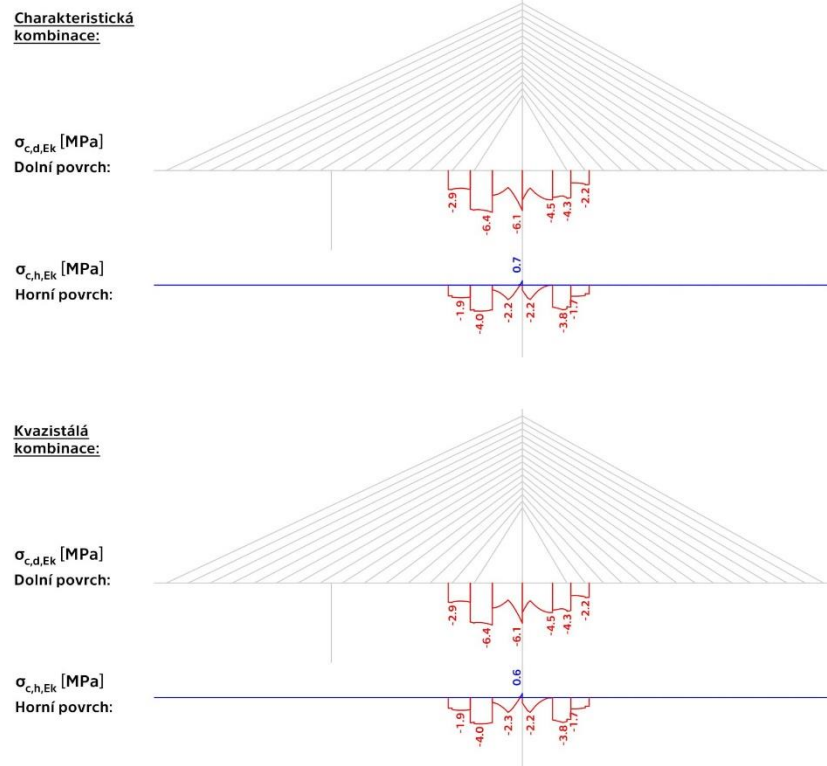 Charakteristická
kombinace:
σc,d,Ek [MPa]
Dolní povrch:
-2.9
-6.4
-6.1
-4.5
-4.3
-2.2
σc,h,Ek [MPa]
Horní povrch:
0.7
-1.9
-4.0
-2.2
-2.2
-3.8
-1.7
Kvazistálá
kombinace:
σc,d,Ek [MPa]
Dolní povrch:
-2.9
-6.4
-6.1
-4.5
-4.3
-2.2
σc,h,Ek [MPa]
Horní povrch:
0.6
-1.9
-4.0
-2.3
-2.2
-3.8
-1.7